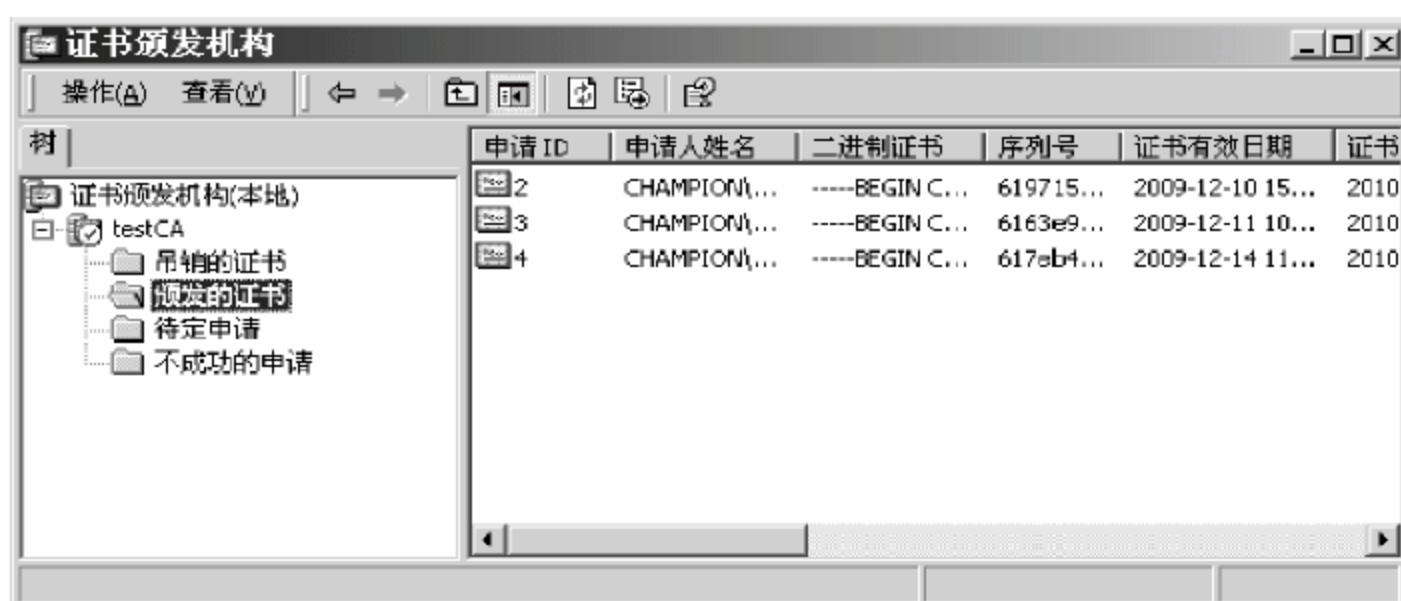 证书颁发机构
操作(A) 查看(V)
树
申请 ID 申请人姓名 二进制证书 序列号 证书有效日期 证书
证书颁发机构(本地)
testCA
吊销的证书
颁发的证书
待定申请
不成功的申请
2 CHAMPION\... -----BEGIN C... 619715... 2009-12-10 15... 2010
3 CHAMPION\... -----BEGIN C... 6163e9... 2009-12-11 10... 2010
4 CHAMPION\... -----BEGIN C... 617eb4... 2009-12-14 11... 2010